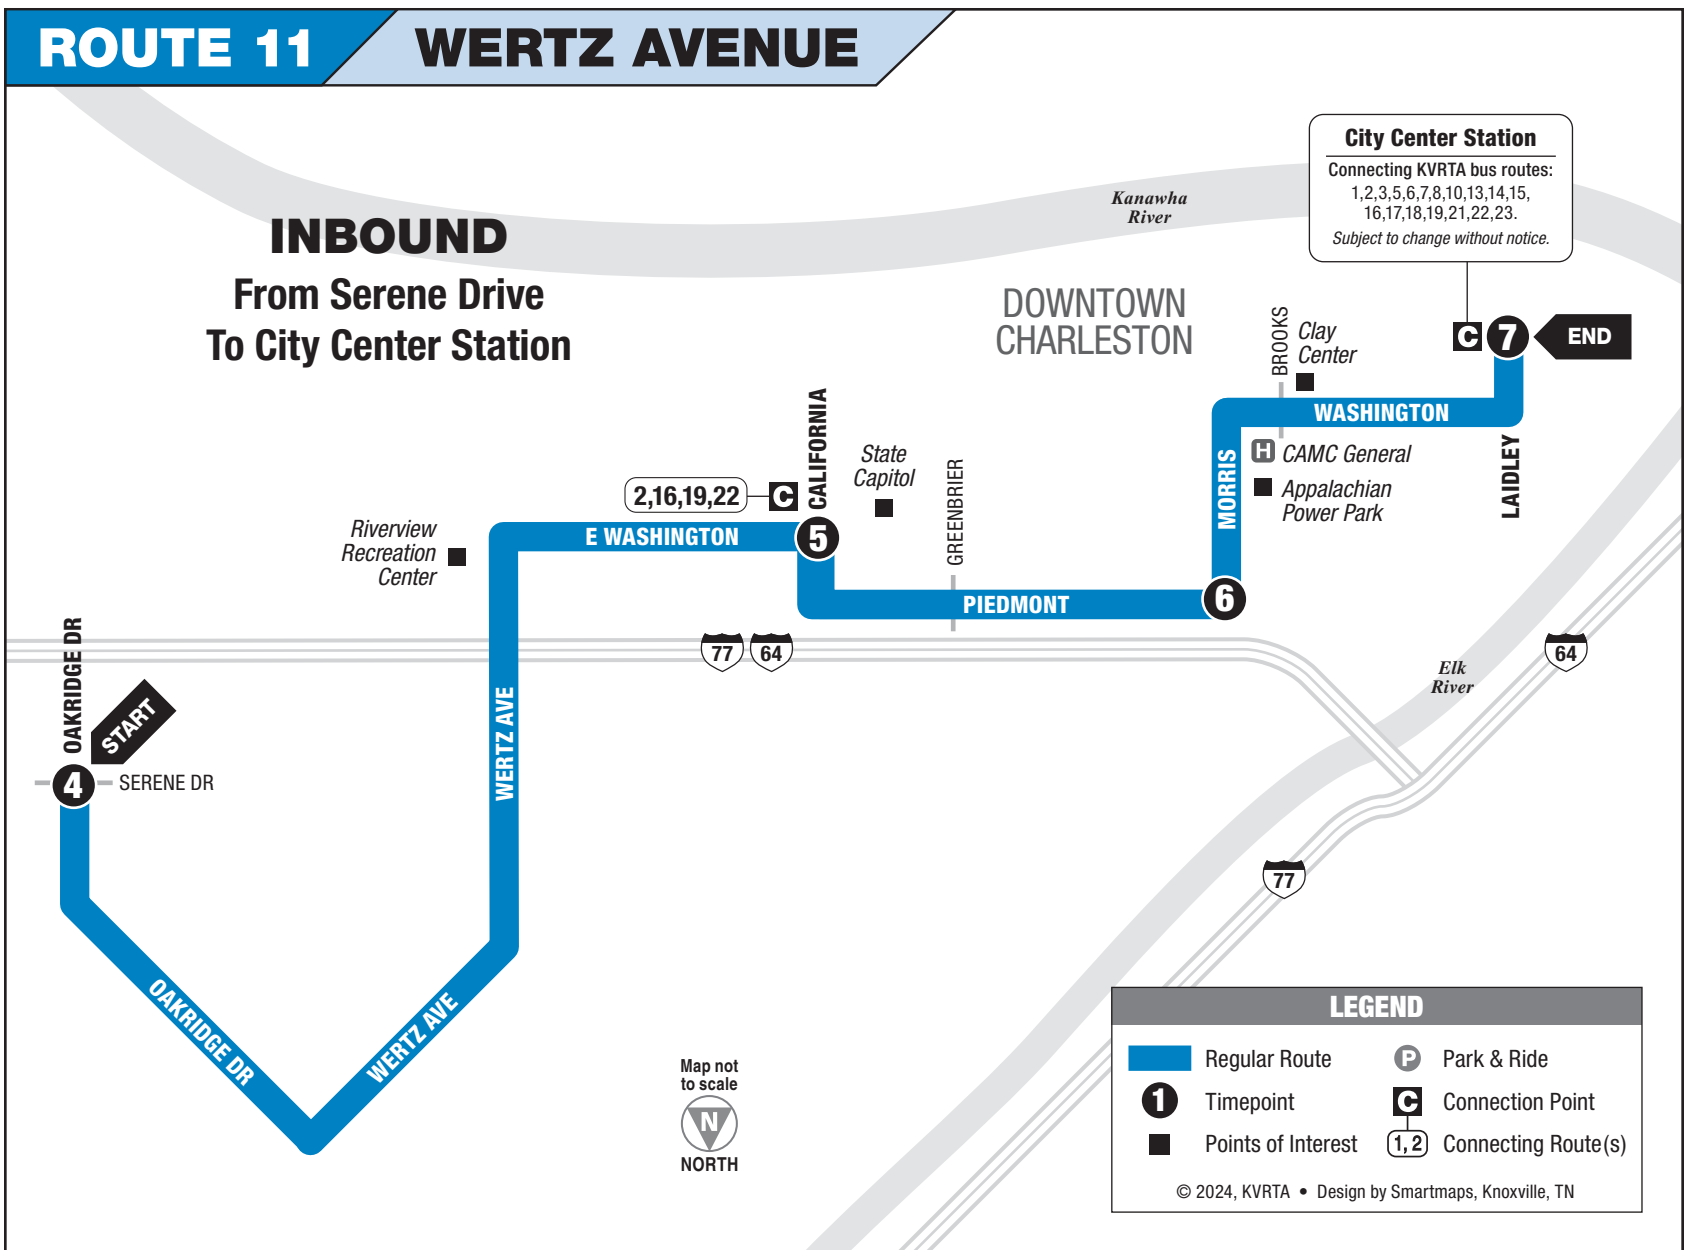 ROUTE 11
WERTZ AVENUE
City Center Station
Connecting KVRTA bus routes:
1,2,3,5,6,7,8,10,13,14,15,
16,17,18,19,21,22,23.
Subject to change without notice.
Kanawha
River
INBOUND
From Serene Drive
To City Center Station
DOWNTOWN
CHARLESTON
BROOKS
Clay
Center
C
7
END
WASHINGTON
CALIFORNIA
State
Capitol
GREENBRIER
MORRIS
H
CAMC General
Appalachian
Power Park
LAIDLEY
2,16,19,22
C
Riverview
Recreation
Center
E WASHINGTON
5
PIEDMONT
6
OAKRIDGE DR
77
64
64
Elk
River
START
WERTZ AVE
4
SERENE DR
77
OAKRIDGE DR
WERTZ AVE
Map not
to scale
N
NORTH
LEGEND
Regular Route
P
Park & Ride
1
Timepoint
C
Connection Point
Points of Interest
1, 2
Connecting Route(s)
© 2024, KVRTA • Design by Smartmaps, Knoxville, TN